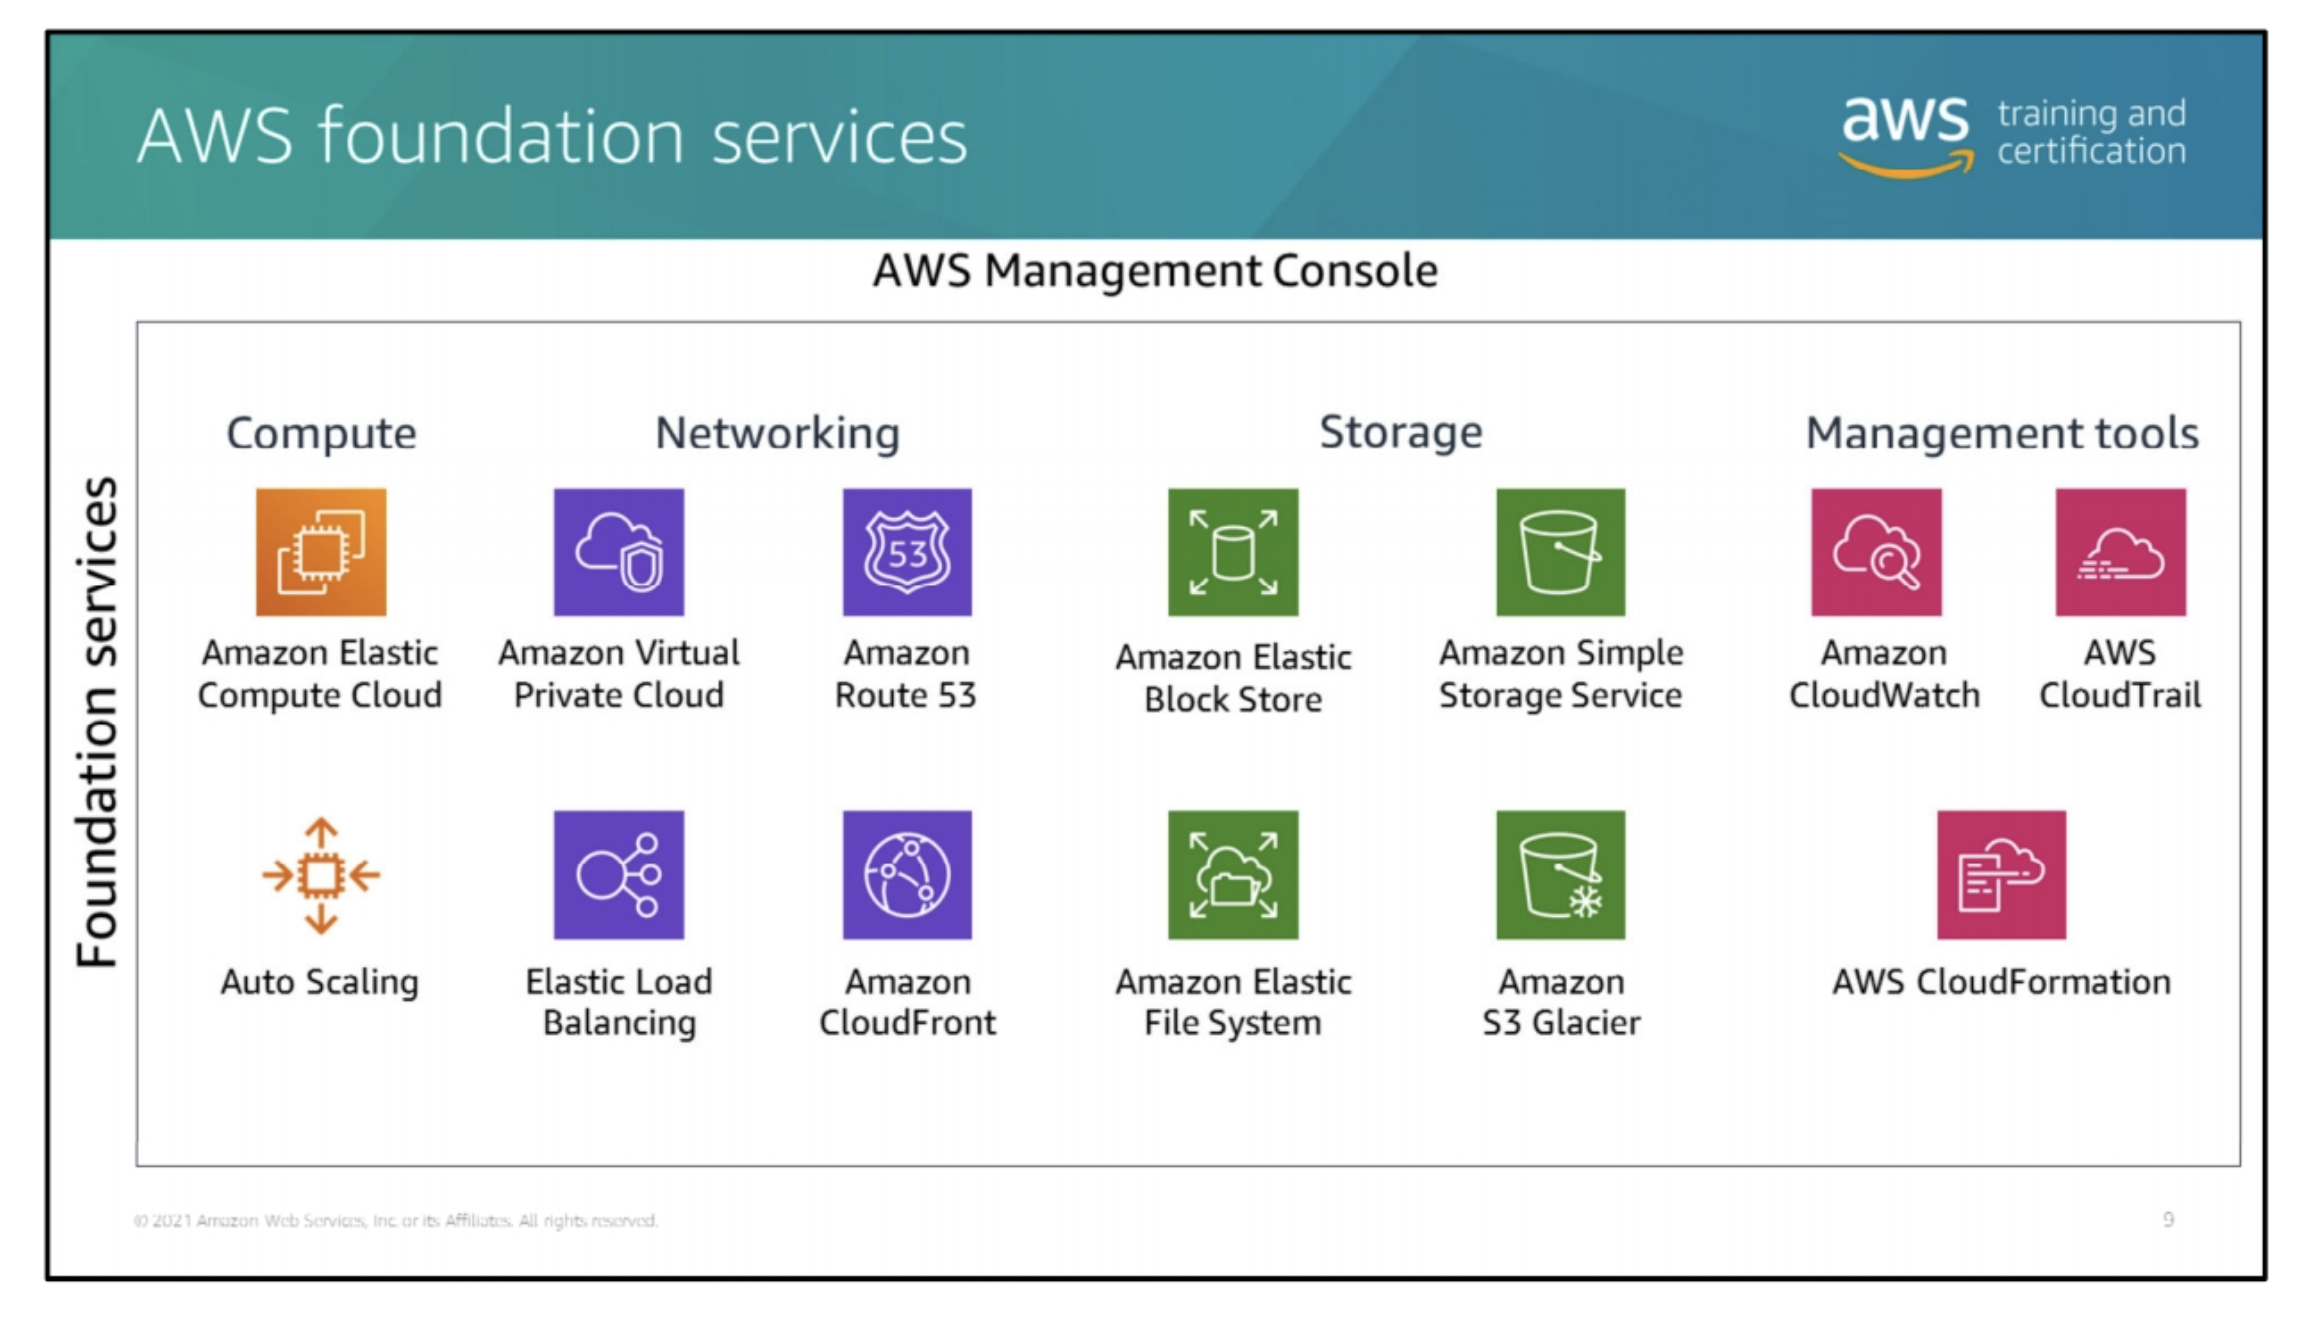 AWS foundation services
aws training and
certification
AWS Management Console
Foundation services
Compute
Networking
Storage
Management tools
Amazon Elastic
Compute Cloud
Amazon Virtual
Private Cloud
53
Amazon
Route 53
Amazon Elastic
Block Store
Amazon Simple
Storage Service
Amazon
CloudWatch
AWS
CloudTrail
Auto Scaling
Elastic Load
Balancing
Amazon
CloudFront
Amazon Elastic
File System
Amazon
S3 Glacier
AWS CloudFormation
© 2021 Amazon Web Services, Inc. or its Affiliates. All rights reserved.
9